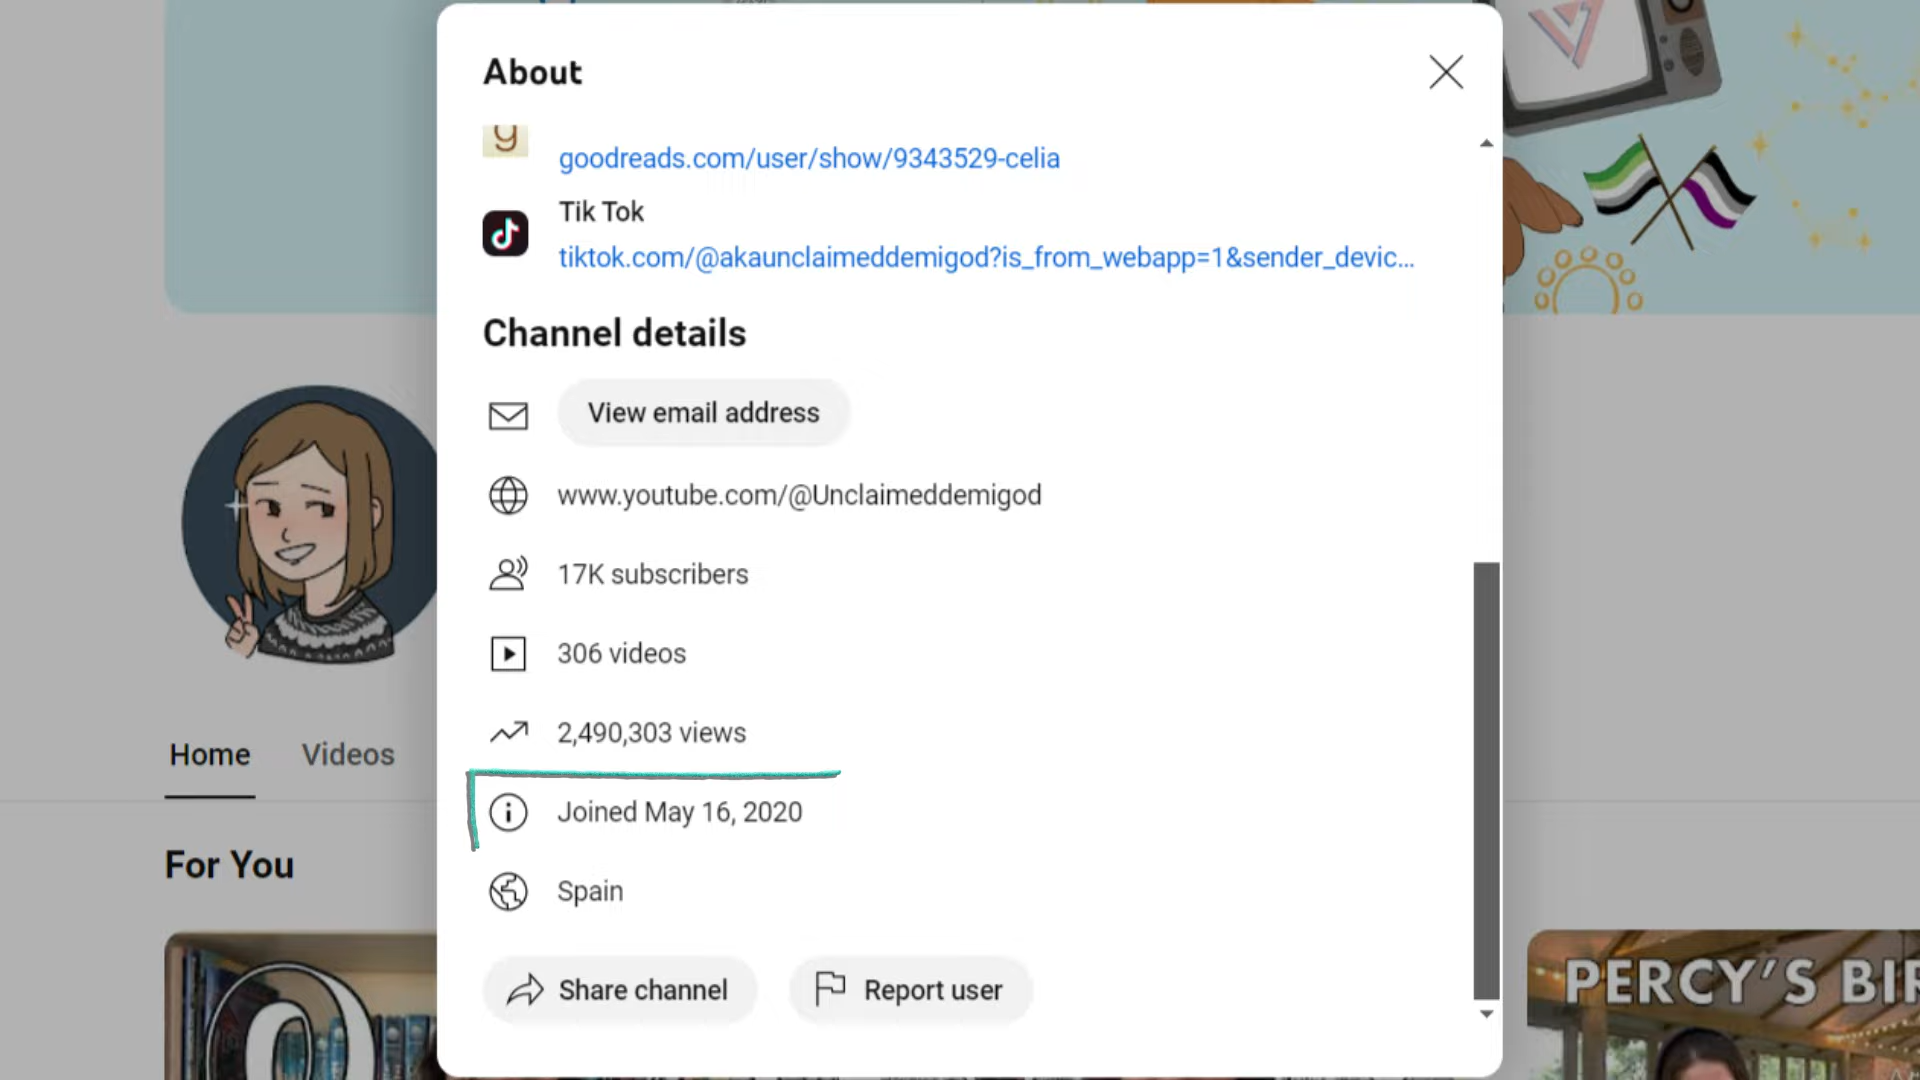 About
g
goodreads.com/user/show/9343529-celia
Tik Tok
tiktok.com/@akaunclaimeddemigod?is_from_webapp=1&sender_devic...
Channel details
View email address
www.youtube.com/@Unclaimeddemigod
17K subscribers
306 videos
2,490,303 views
Home
Videos
Joined May 16, 2020
For You
Spain
Share channel
Report user
PERCY'S BI